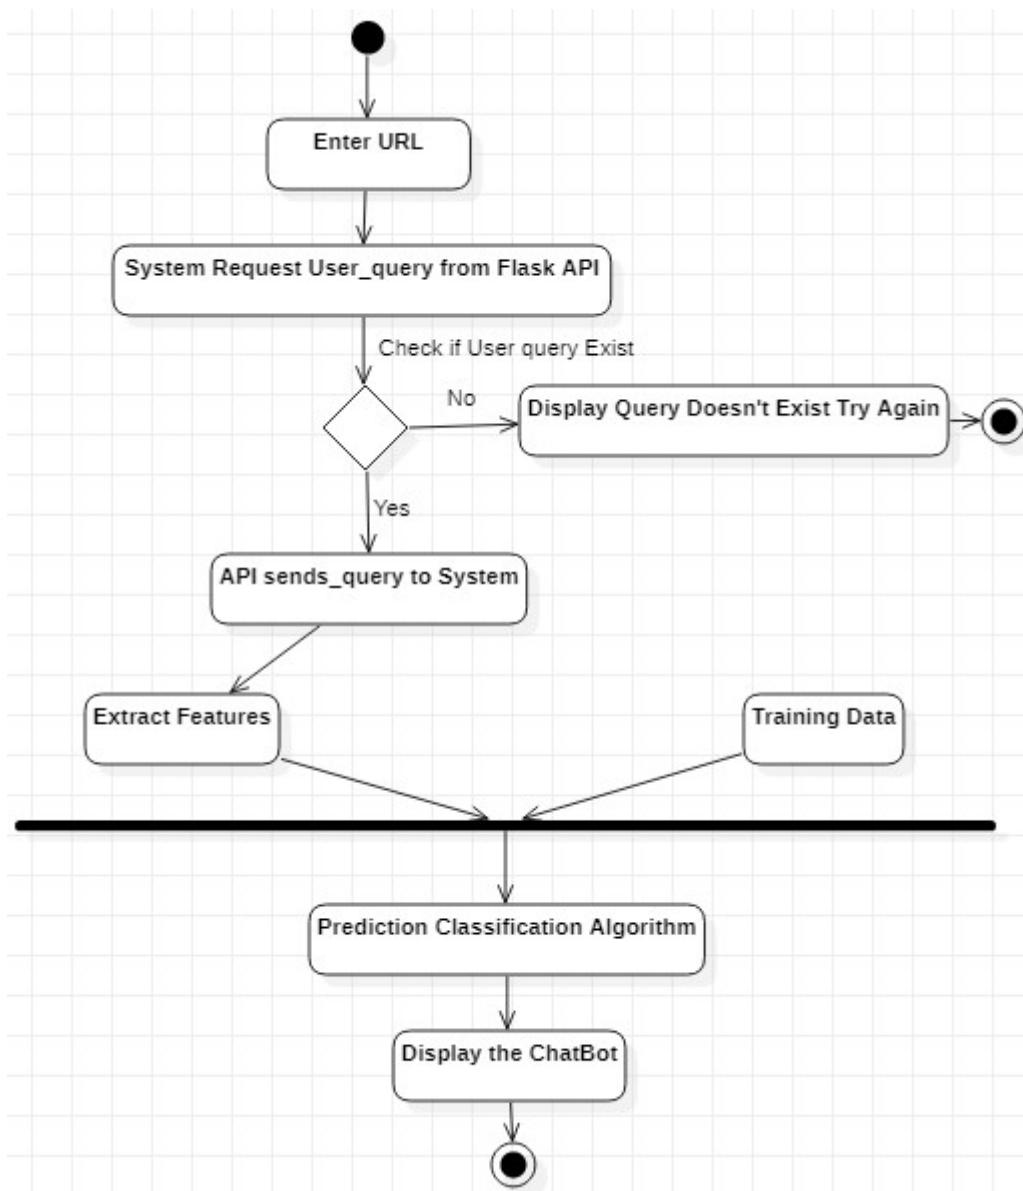 Enter URL
System Request User_query from Flask API
Check if User query Exist
No
Display Query Doesn't Exist Try Again
Yes
API sends_query to System
Extract Features
Training Data
Prediction Classification Algorithm
Display the ChatBot